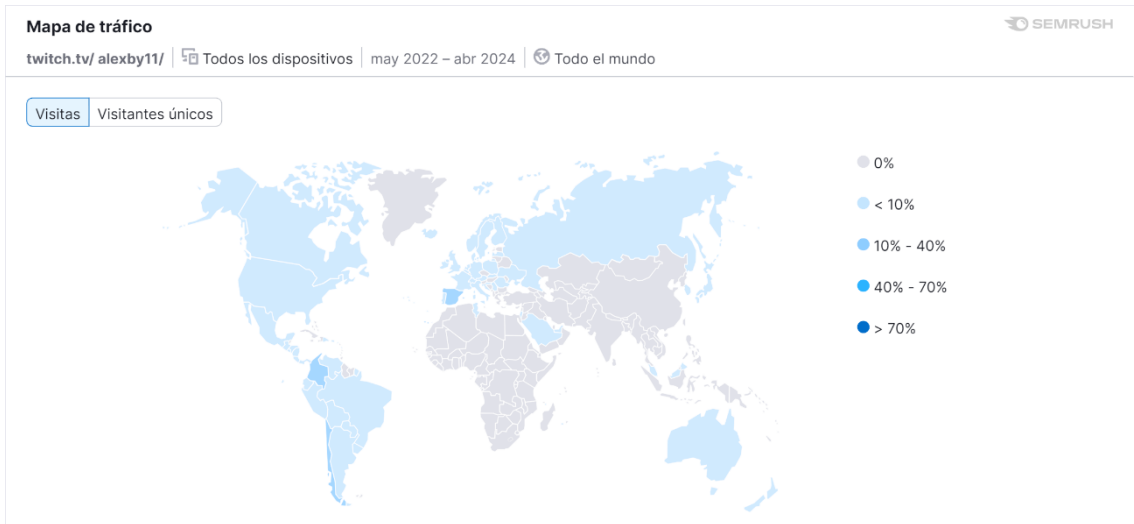 Mapa de tráfico
SEMRUSH
twitch.tv/ alexby11/ Todos los dispositivos may 2022 – abr 2024 Todo el mundo
Visitas Visitantes únicos
0%
< 10%
10% - 40%
40% - 70%
> 70%